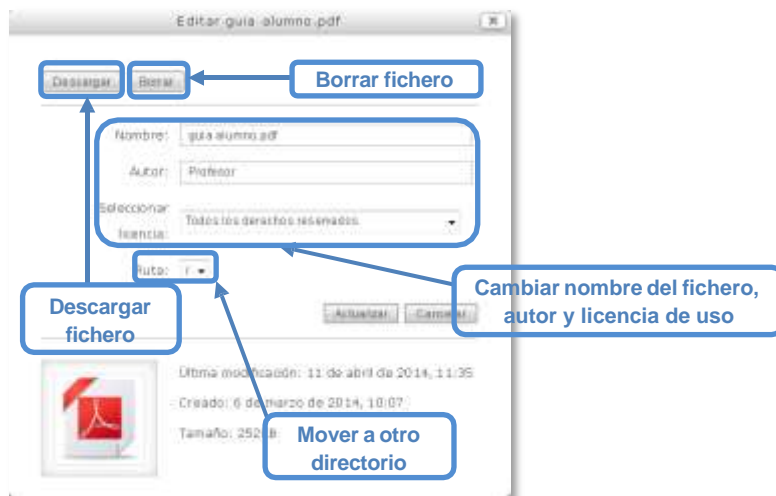 Editar guia alumno.pdf
Descargar Borrar Borrar fichero
Nombre: guia alumno.pdf
Autor: Profesor
Seleccionar
licencia: Todos los derechos reservados
Ruta: /
Cambiar nombre del fichero,
autor y licencia de uso
Descargar
fichero
Actualizar Cancelar
Última modificación: 11 de abril de 2014, 11:35
Creado: 6 de marzo de 2014, 10:07
Tamaño:
Mover a otro
directorio